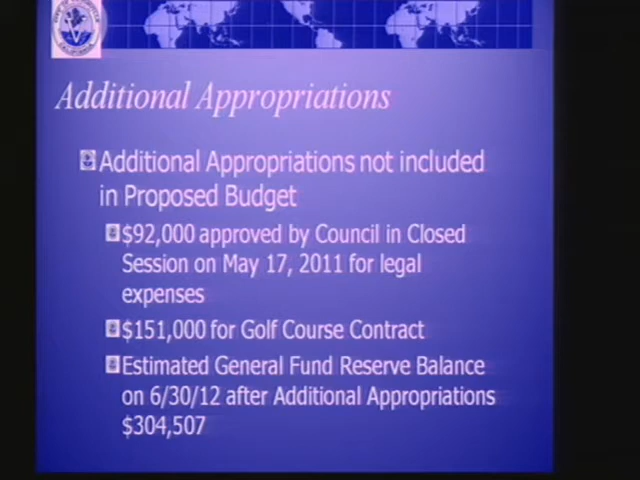 Additional Appropriations
Additional Appropriations not included
in Proposed Budget
$92,000 approved by Council in Closed
Session on May 17, 2011 for legal
expenses
$151,000 for Golf Course Contract
Estimated General Fund Reserve Balance
on 6/30/12 after Additional Appropriations
$304,507